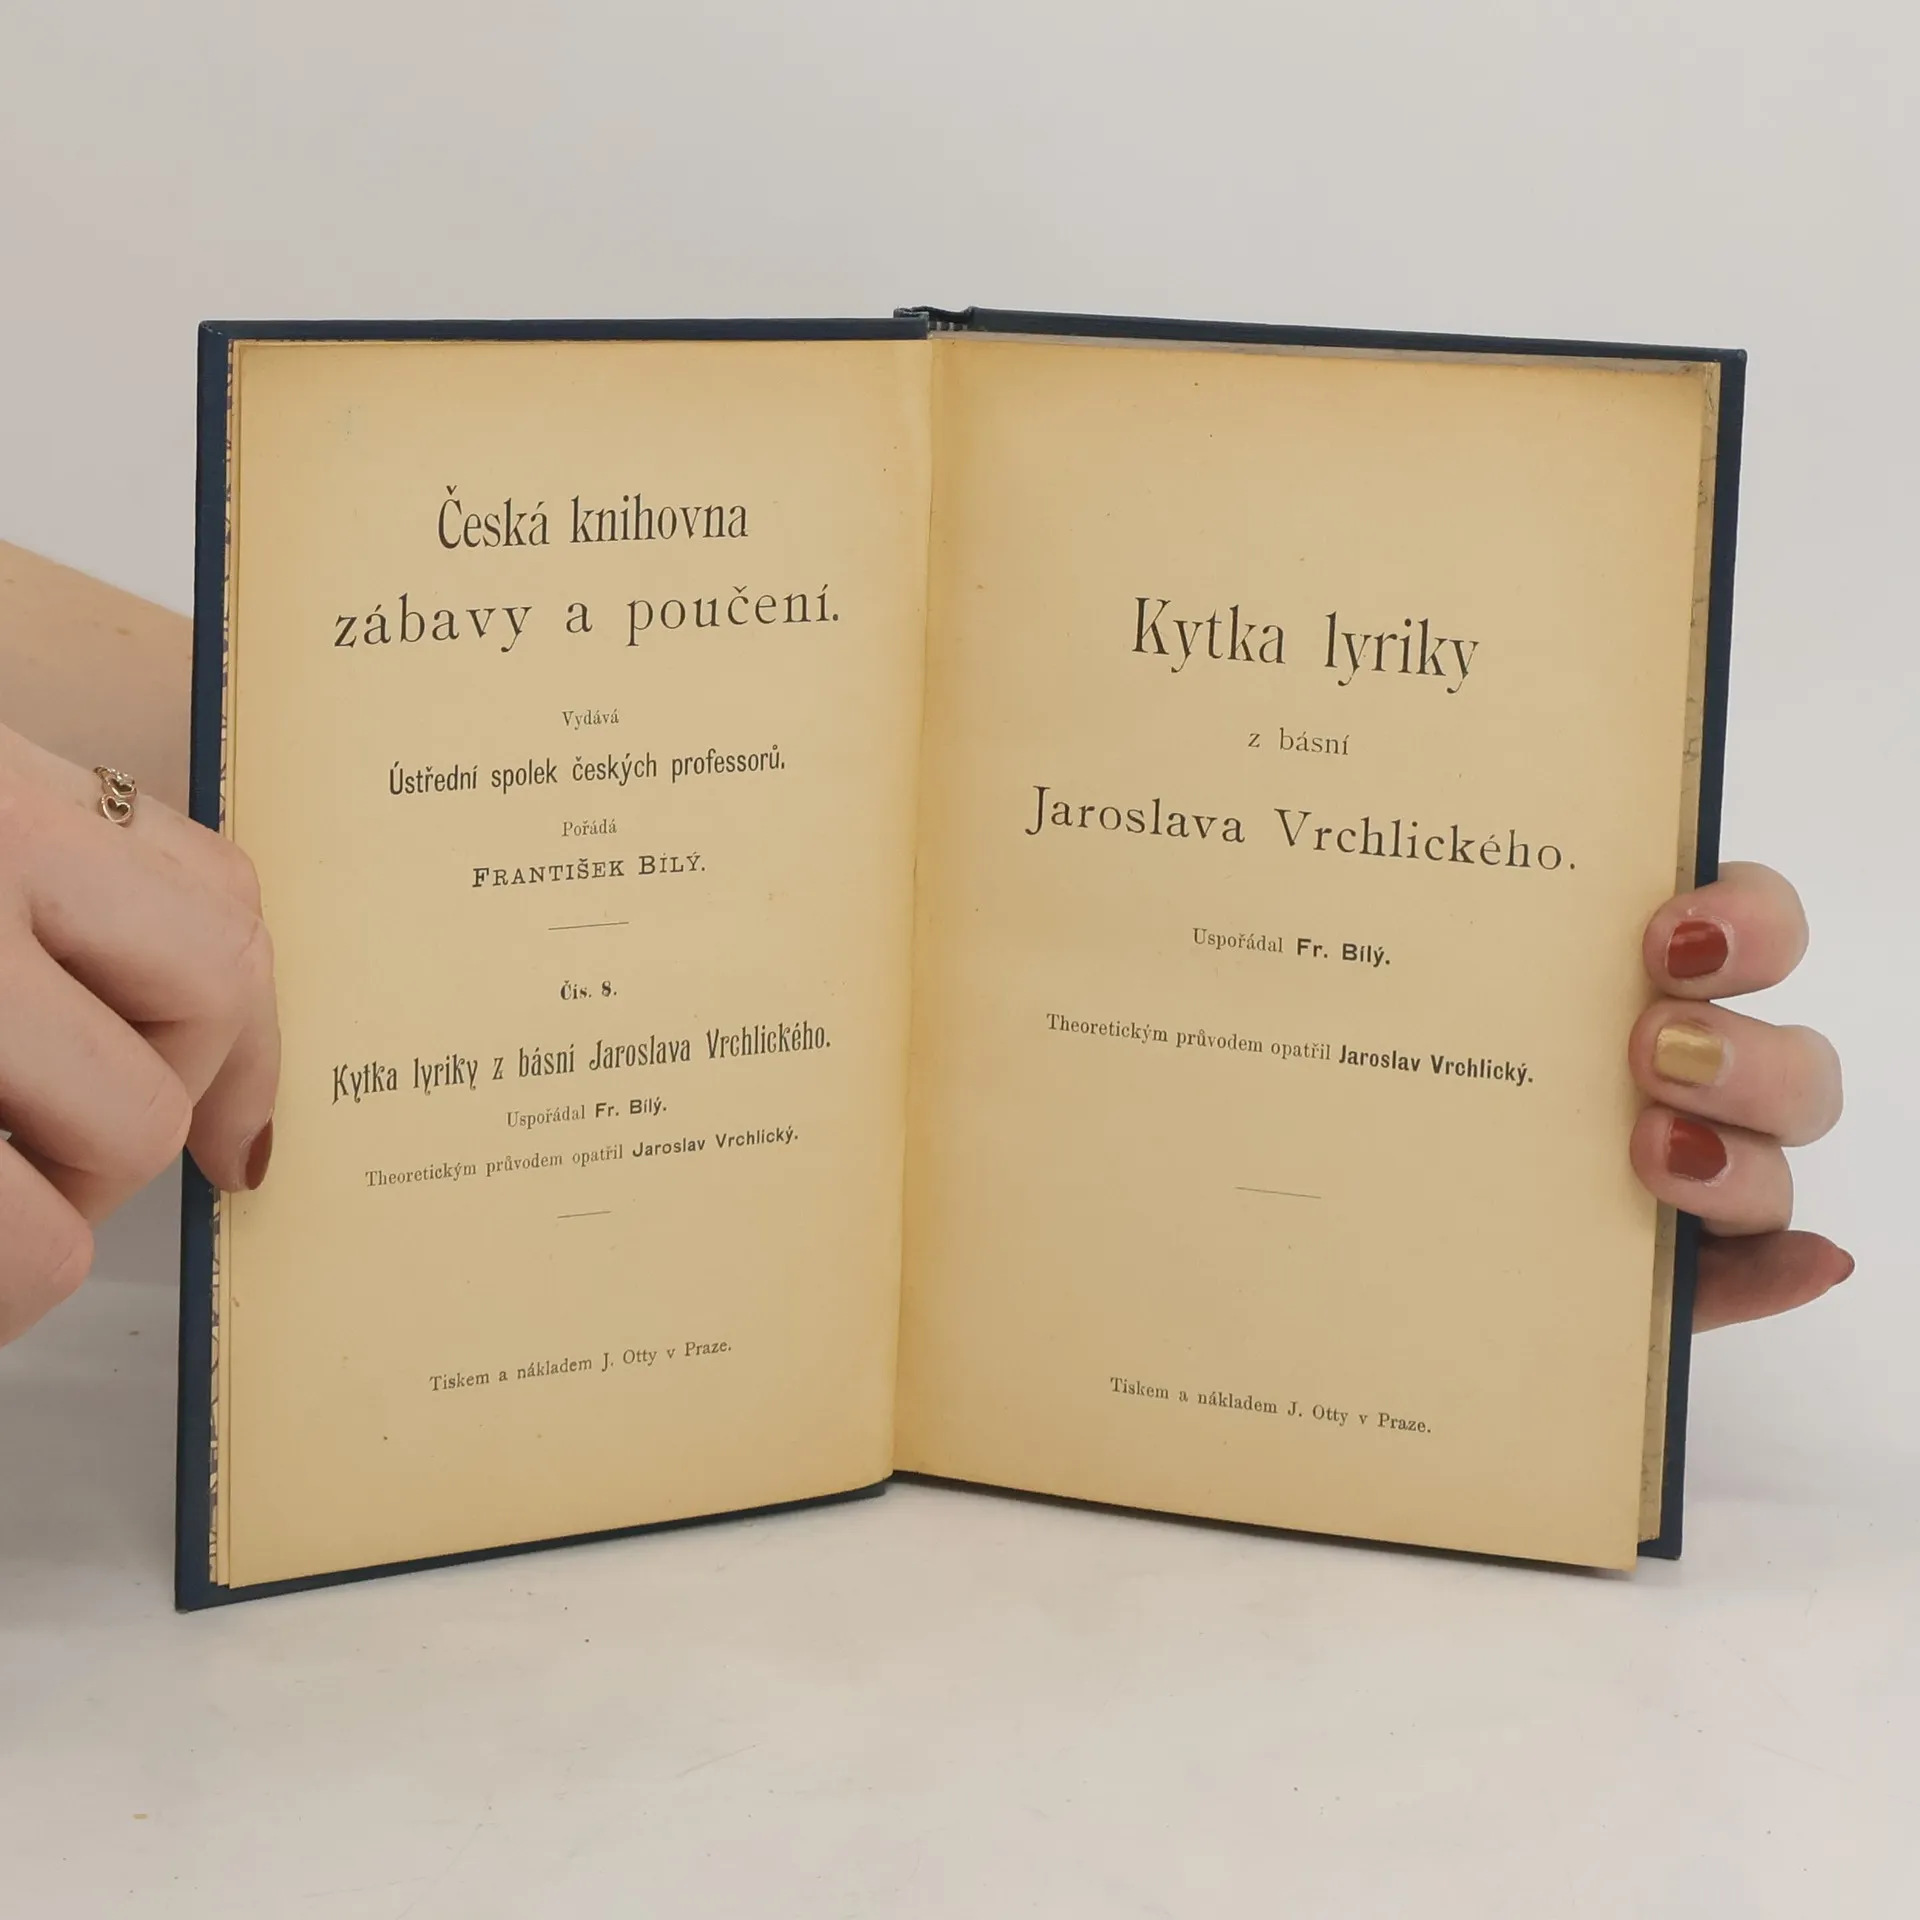 Česká knihovna
zábavy a poučení.
Vydává
Ústřední spolek českých professorů.
Pořádá
FRANTIŠEK BÍLÝ.
Čís. 8.
Kytka lyriky z básní Jaroslava Vrchlického.
Uspořádal Fr. Bílý.
Theoretickým průvodem opatřil Jaroslav Vrchlický.
Tiskem a nákladem J. Otty v Praze.
Kytka lyriky
z básní
Jaroslava Vrchlického.
Uspořádal Fr. Bílý.
Theoretickým průvodem opatřil Jaroslav Vrchlický.
Tiskem a nákladem J. Otty v Praze.